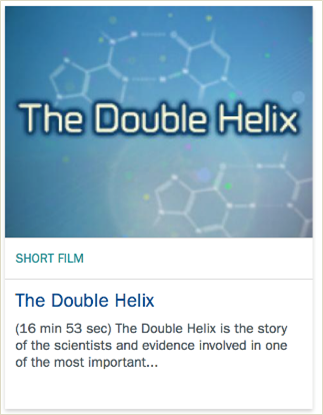 The Double Helix
SHORT FILM
The Double Helix
(16 min 53 sec) The Double Helix is the story
of the scientists and evidence involved in one
of the most important...